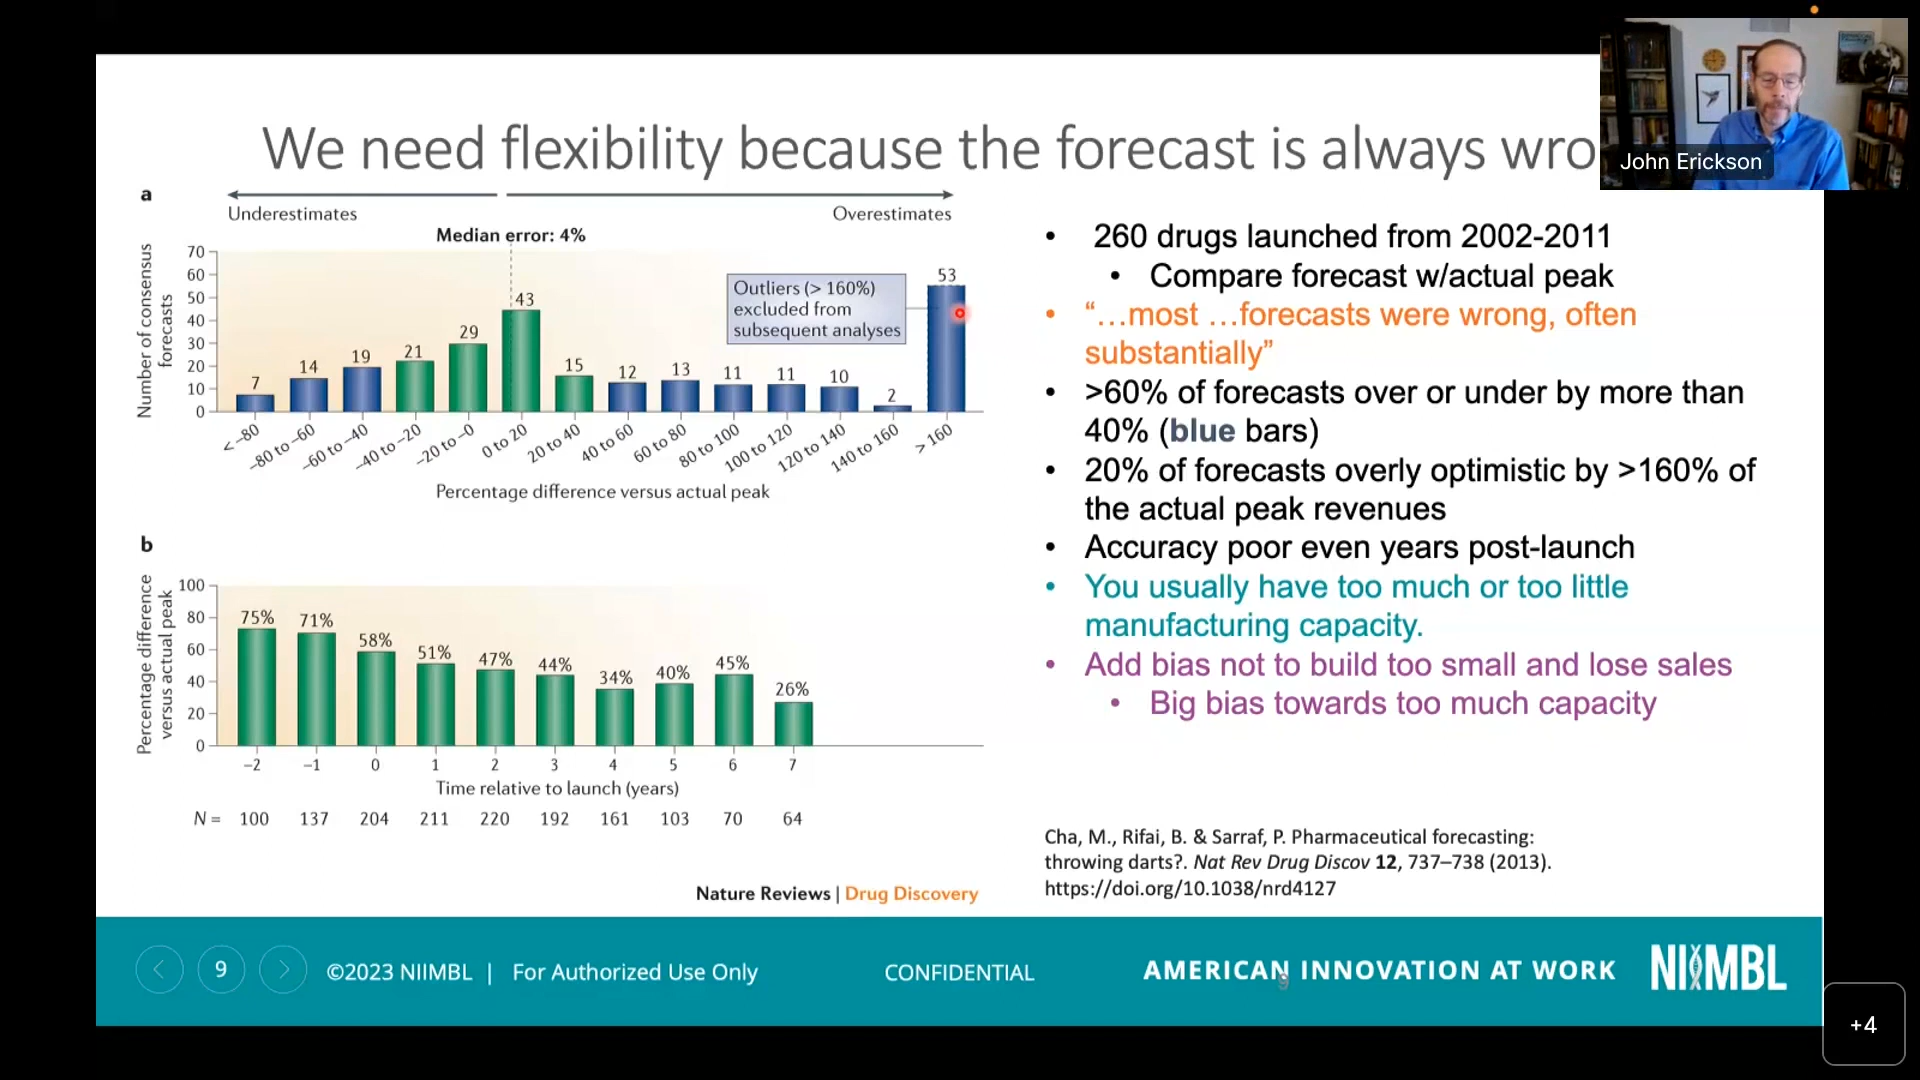 We need flexibility because the forecast is always wro
John Erickson
a
Underestimates
Overestimates
Median error: 4%
Number of consensus
forecasts
70
60
50
40
30
20
10
0
7
14
19
21
29
43
15
12
13
11
11
10
2
53
Outliers (> 160%)
excluded from
subsequent analyses
< –80
–80 to –60
–60 to –40
–40 to –20
–20 to –0
0 to 20
20 to 40
40 to 60
60 to 80
80 to 100
100 to 120
120 to 140
140 to 160
> 160
Percentage difference versus actual peak
b
Percentage difference
versus actual peak
100
80
60
40
20
0
75%
71%
58%
51%
47%
44%
34%
40%
45%
26%
–2 –1 0 1 2 3 4 5 6 7
Time relative to launch (years)
N = 100 137 204 211 220 192 161 103 70 64
Nature Reviews | Drug Discovery
• 260 drugs launched from 2002-2011
• Compare forecast w/actual peak
• “…most …forecasts were wrong, often
substantially”
• >60% of forecasts over or under by more than
40% (blue bars)
• 20% of forecasts overly optimistic by >160% of
the actual peak revenues
• Accuracy poor even years post-launch
• You usually have too much or too little
manufacturing capacity.
• Add bias not to build too small and lose sales
• Big bias towards too much capacity
Cha, M., Rifai, B. & Sarraf, P. Pharmaceutical forecasting:
throwing darts?. Nat Rev Drug Discov 12, 737–738 (2013).
https://doi.org/10.1038/nrd4127
9
©2023 NIIMBL | For Authorized Use Only
CONFIDENTIAL
AMERICAN INNOVATION AT WORK
9
NIIMBL
+4